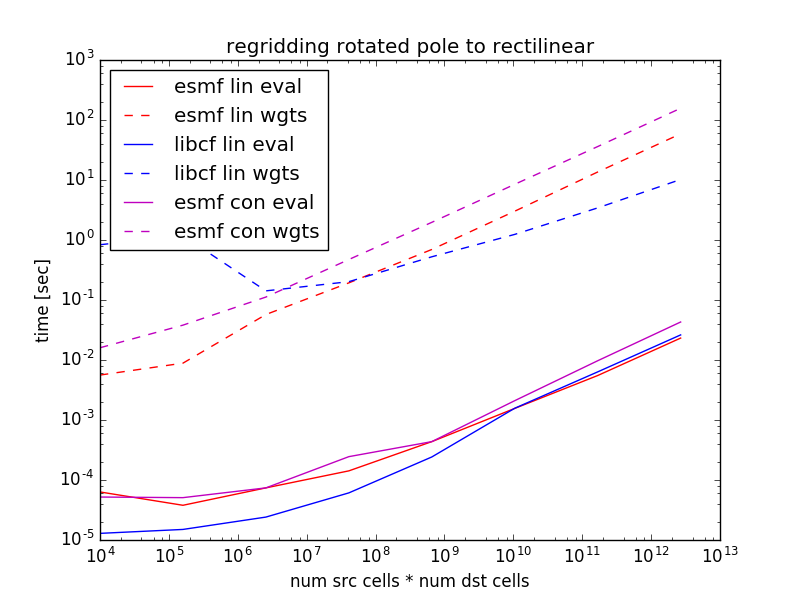 regridding rotated pole to rectilinear
10^3
10^2
10^1
10^0
10^-1
10^-2
10^-3
10^-4
10^-5
time [sec]
esmf lin eval
esmf lin wgts
libcf lin eval
libcf lin wgts
esmf con eval
esmf con wgts
10^4 10^5 10^6 10^7 10^8 10^9 10^10 10^11 10^12 10^13
num src cells * num dst cells